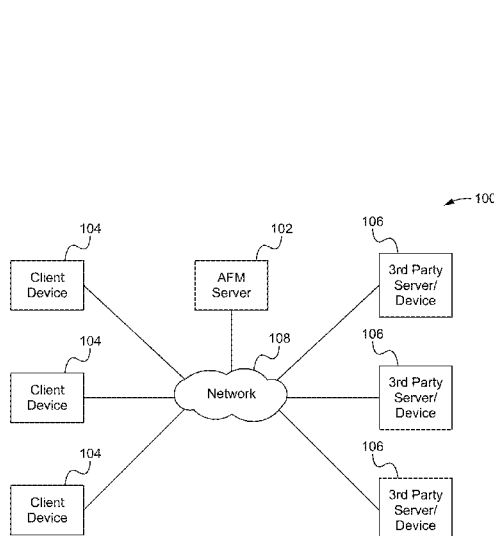 100
104
102
106
Client
Device
AFM
Server
3rd Party
Server/
Device
104
108
106
Client
Device
Network
3rd Party
Server/
Device
104
106
Client
Device
3rd Party
Server/
Device